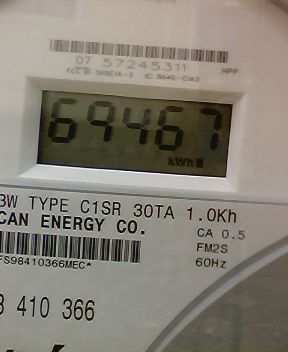 07 57245311
HPP
69467
kWh
3W TYPE C1SR 30TA 1.0Kh
CAN ENERGY CO.
CA 0.5
FM2S
60Hz
FS98410366MEC*
410 366